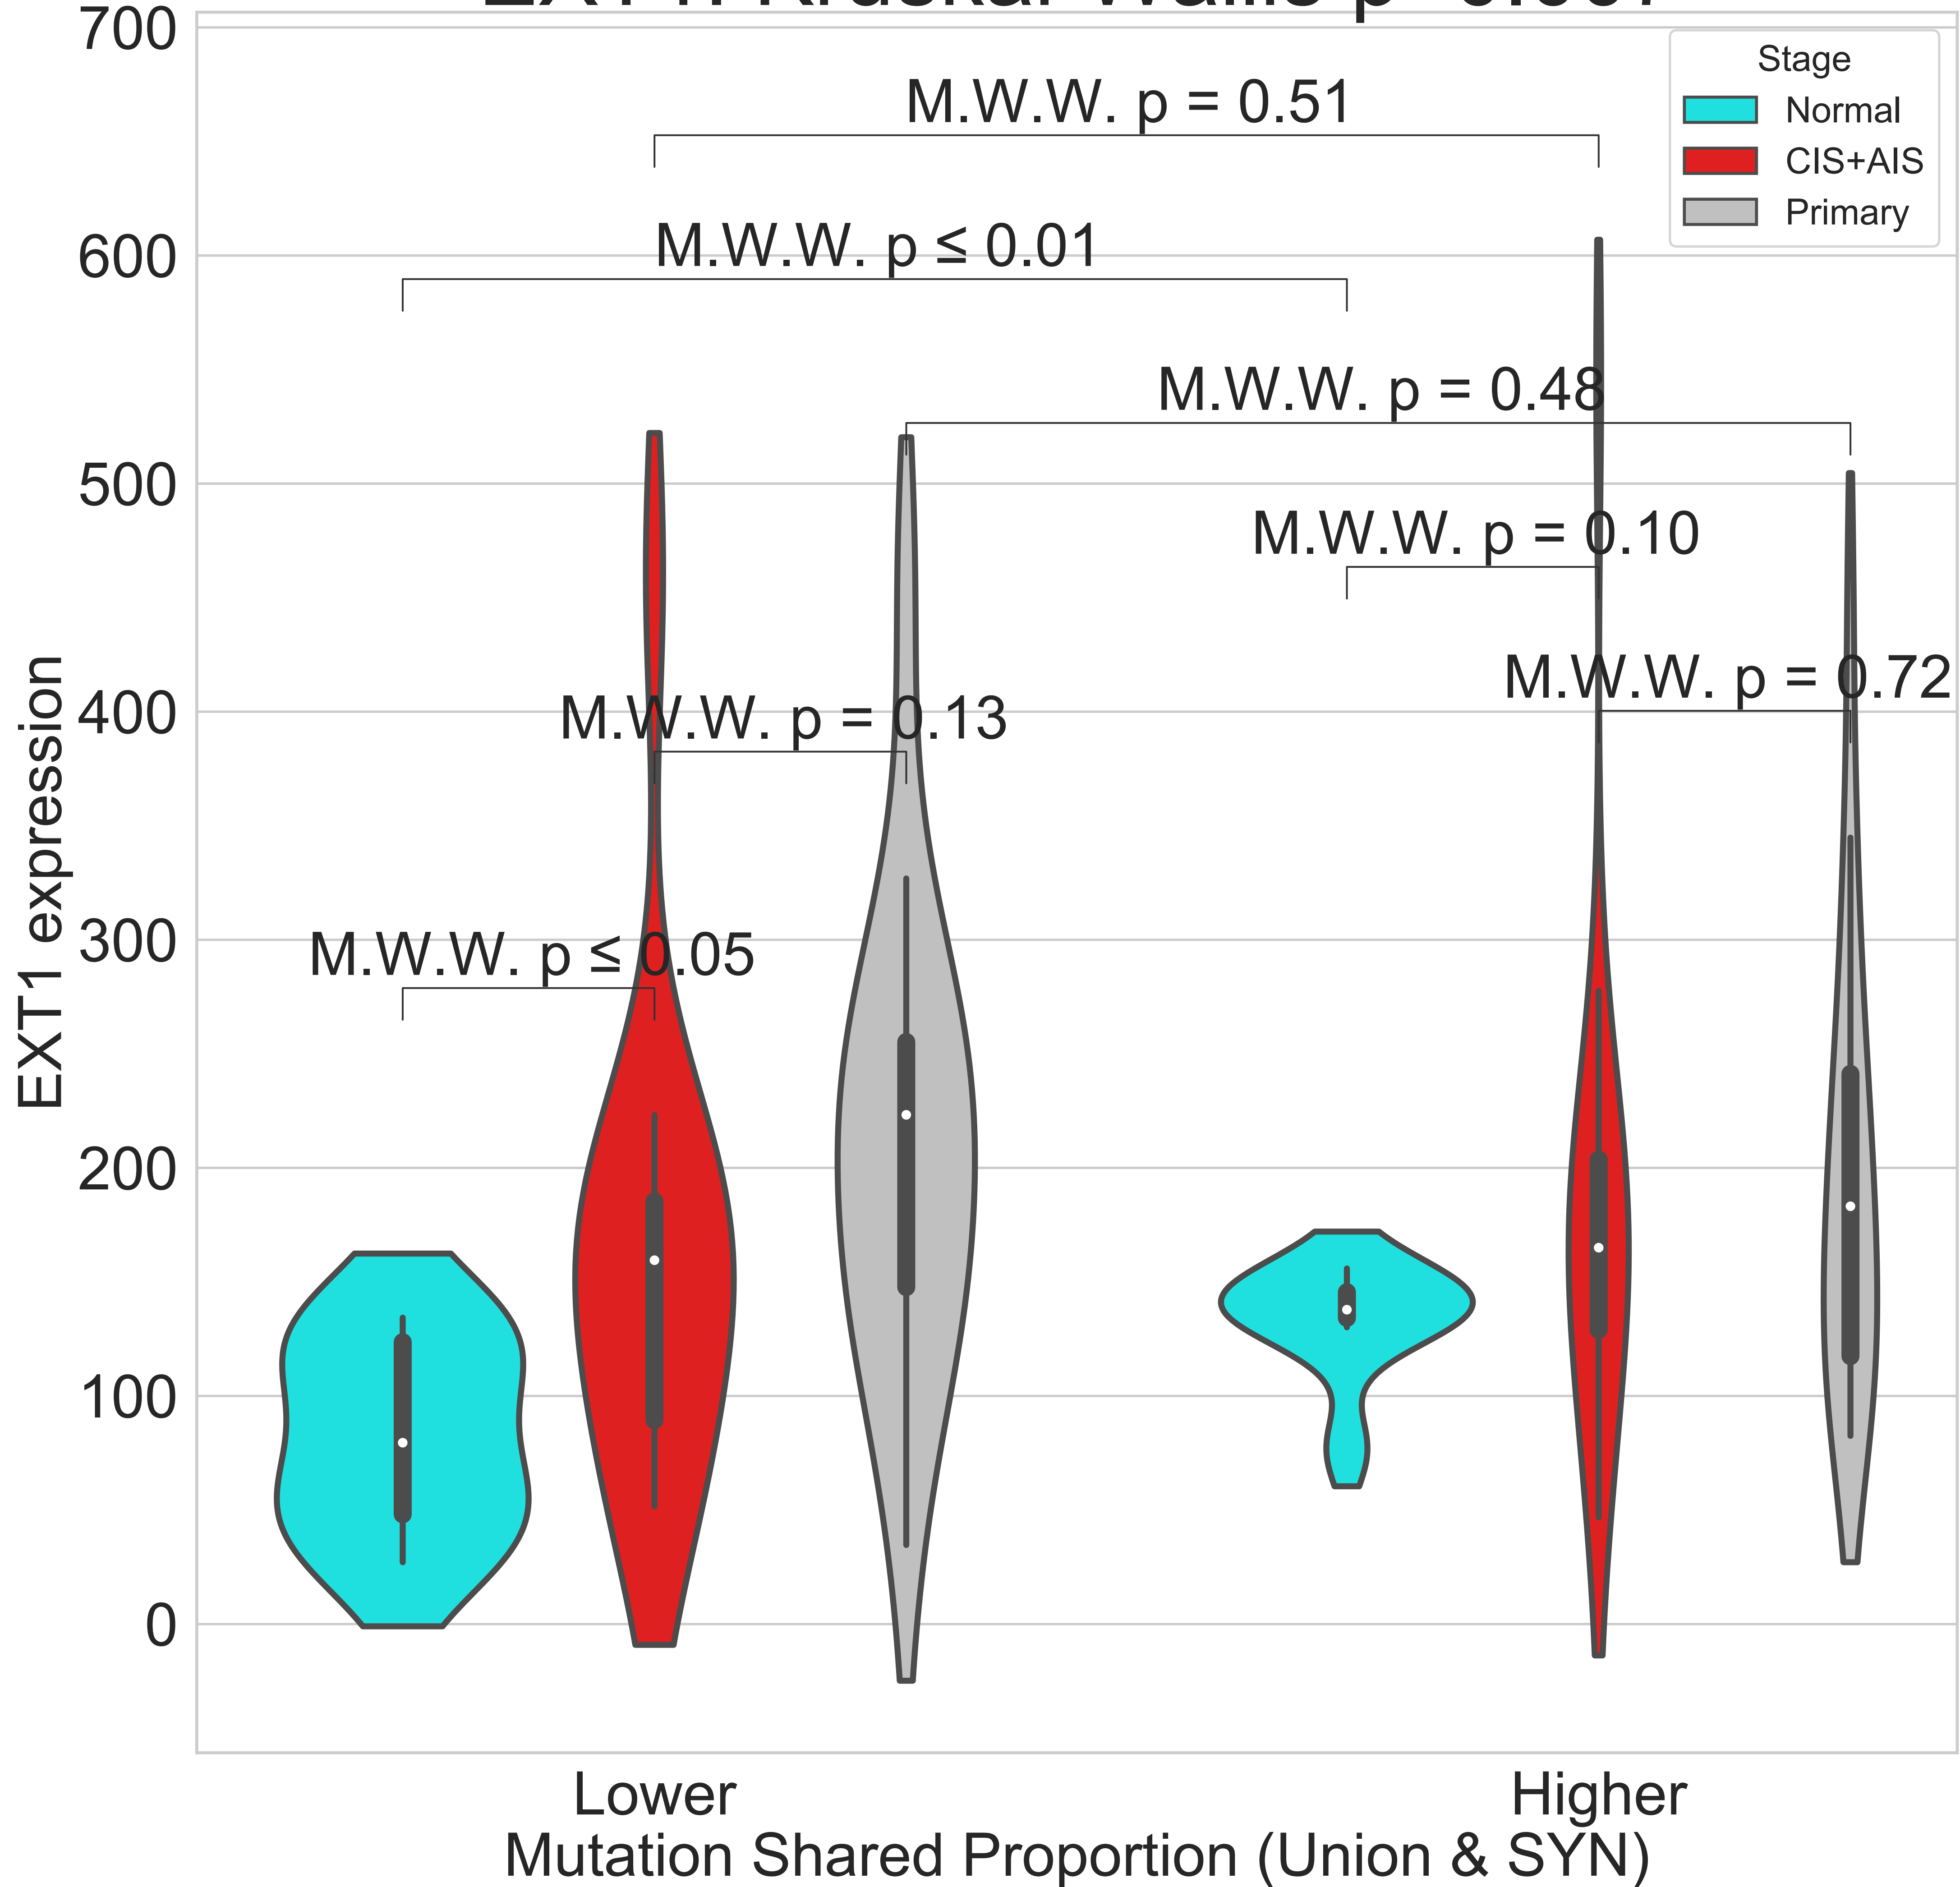 700
600
500
400
300
200
100
0
EXT1 expression
Stage
Normal
CIS+AIS
Primary
M.W.W. p = 0.51
M.W.W. p ≤ 0.01
M.W.W. p = 0.48
M.W.W. p = 0.10
M.W.W. p = 0.72
M.W.W. p = 0.13
M.W.W. p ≤ 0.05
Lower
Higher
Mutation Shared Proportion (Union & SYN)